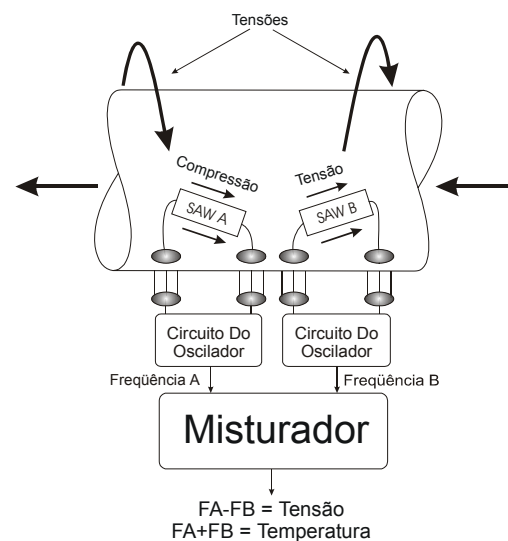 Tensões
Compressão
Tensão
SAW A
SAW B
Circuito Do
Oscilador
Circuito Do
Oscilador
Freqüência A
Freqüência B
Misturador
FA-FB = Tensão
FA+FB = Temperatura